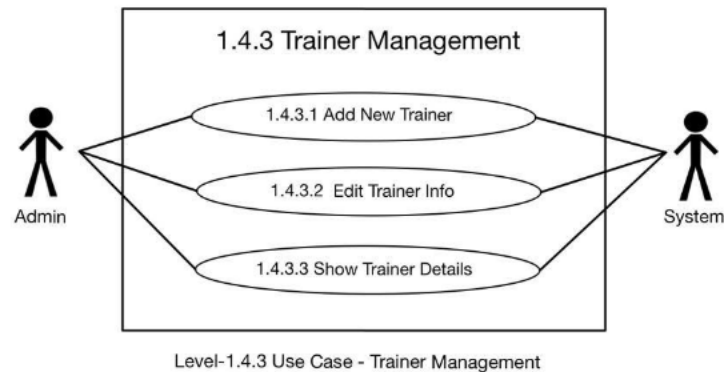 1.4.3 Trainer Management
1.4.3.1 Add New Trainer
1.4.3.2 Edit Trainer Info
Admin
System
1.4.3.3 Show Trainer Details
Level-1.4.3 Use Case - Trainer Management